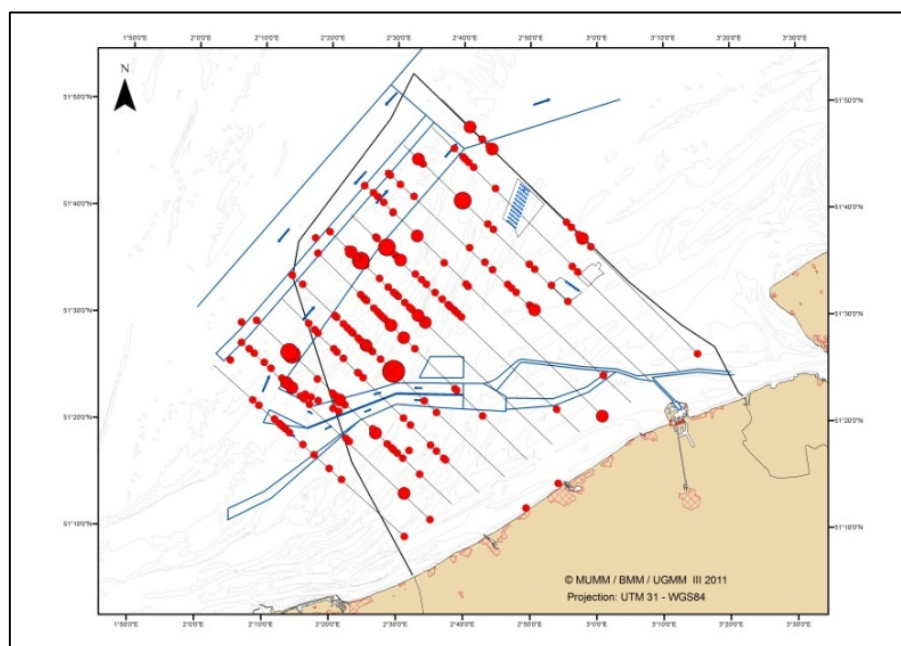 1°50'0"E 2°0'0"E 2°10'0"E 2°20'0"E 2°30'0"E 2°40'0"E 2°50'0"E 3°0'0"E 3°10'0"E 3°20'0"E 3°30'0"E
N
51°50'0"N 51°50'0"N
51°40'0"N 51°40'0"N
51°30'0"N 51°30'0"N
51°20'0"N 51°20'0"N
51°10'0"N 51°10'0"N
© MUMM / BMM / UGMM III 2011
Projection: UTM 31 - WGS84
1°50'0"E 2°0'0"E 2°10'0"E 2°20'0"E 2°30'0"E 2°40'0"E 2°50'0"E 3°0'0"E 3°10'0"E 3°20'0"E 3°30'0"E